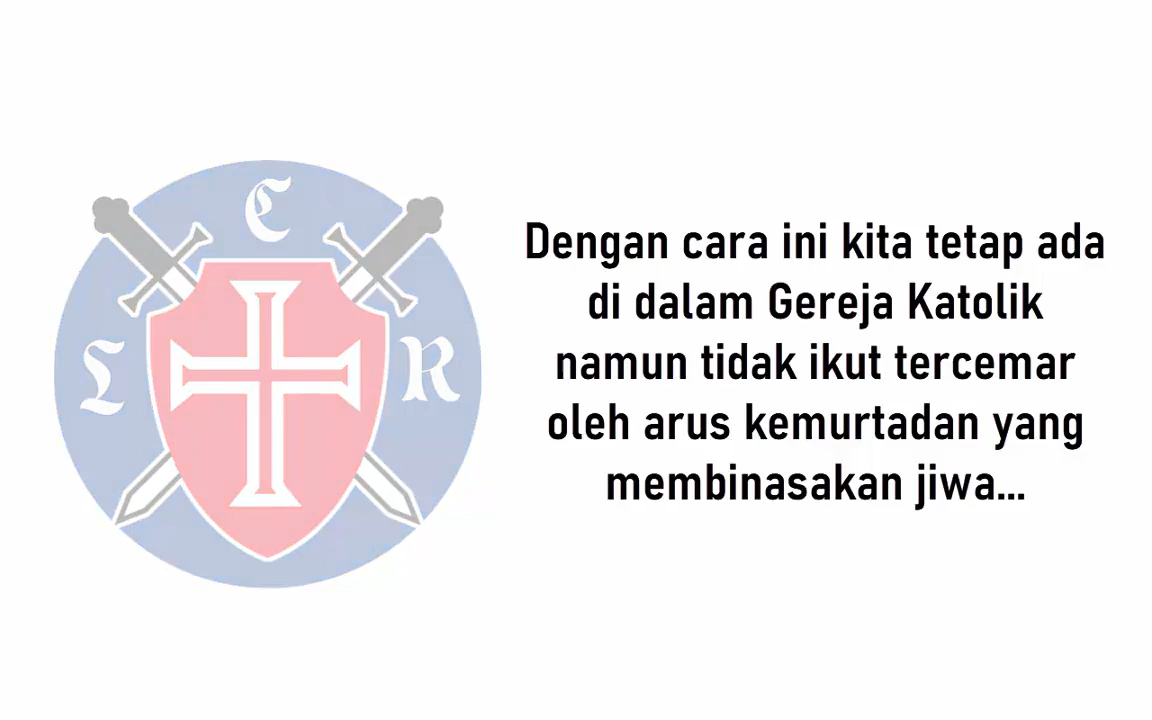 C
L R
Dengan cara ini kita tetap ada
di dalam Gereja Katolik
namun tidak ikut tercemar
oleh arus kemurtadan yang
membinasakan jiwa...